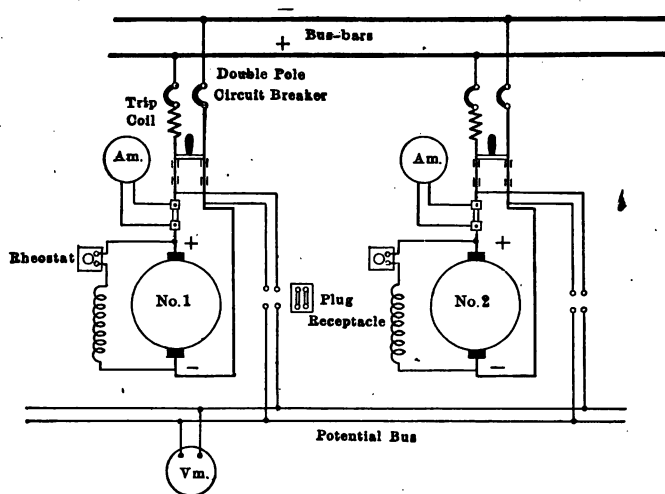 −
Bus-bars
+
Double Pole
Circuit Breaker
Trip
Coil
Am.
Am.
+
+
Rheostat
No.1
No.2
Plug
Receptacle
−
−
Potential Bus
Vm.